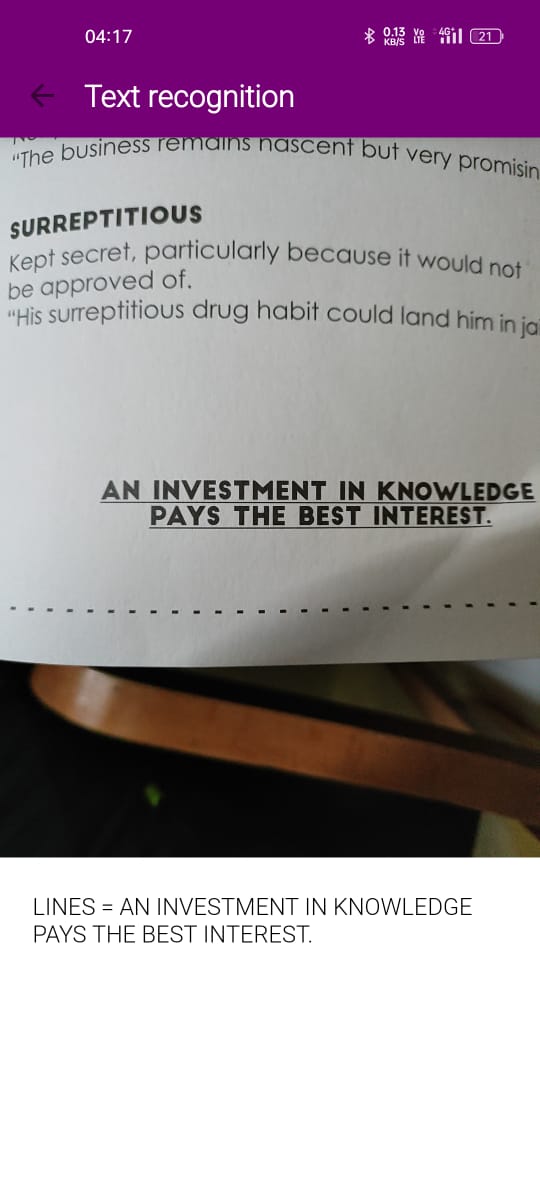 04:17
0.13 KB/S Vo LTE 4G+ 21
Text recognition
"The business remains nascent but very promisin
SURREPTITIOUS
Kept secret, particularly because it would not
be approved of.
"His surreptitious drug habit could land him in ja
AN INVESTMENT IN KNOWLEDGE
PAYS THE BEST INTEREST.
LINES = AN INVESTMENT IN KNOWLEDGE
PAYS THE BEST INTEREST.